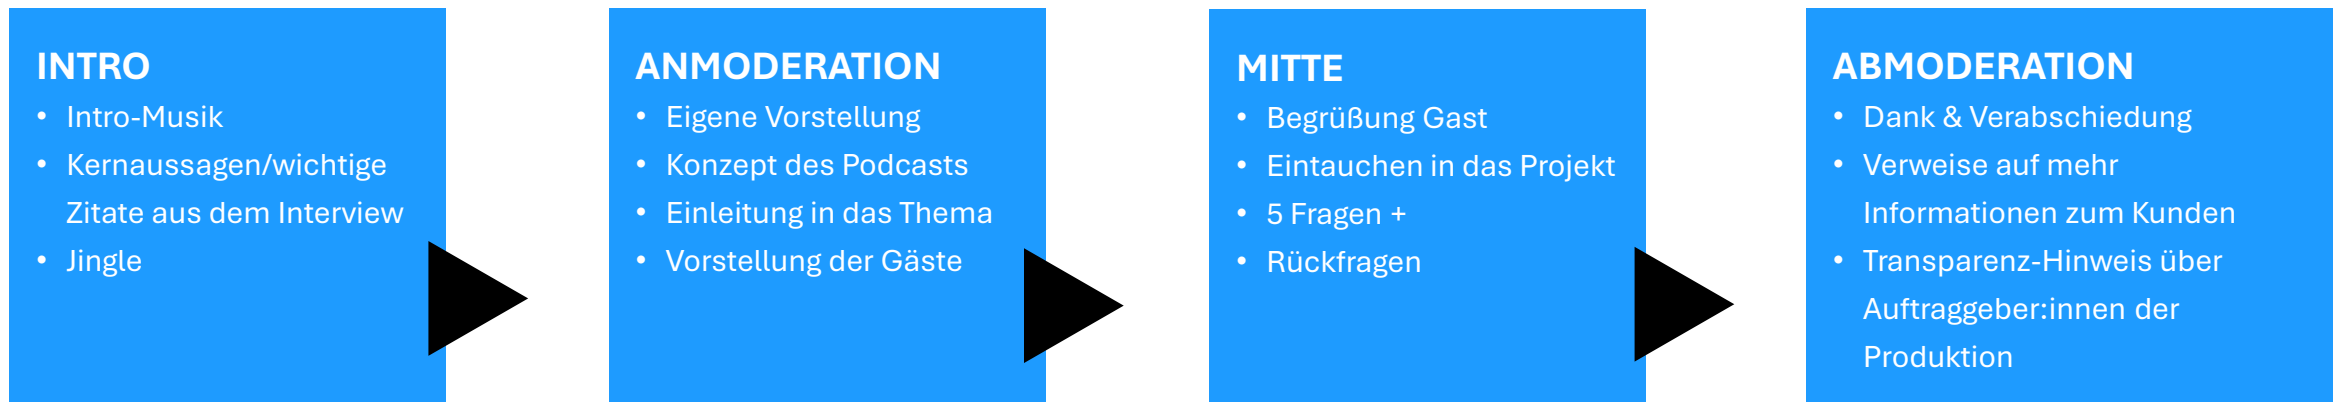 INTRO
• Intro-Musik
• Kernaussagen/wichtige
Zitate aus dem Interview
• Jingle
ANMODERATION
• Eigene Vorstellung
• Konzept des Podcasts
• Einleitung in das Thema
• Vorstellung der Gäste
MITTE
• Begrüßung Gast
• Eintauchen in das Projekt
• 5 Fragen +
• Rückfragen
ABMODERATION
• Dank & Verabschiedung
• Verweise auf mehr
Informationen zum Kunden
• Transparenz-Hinweis über
Auftraggeber:innen der
Produktion